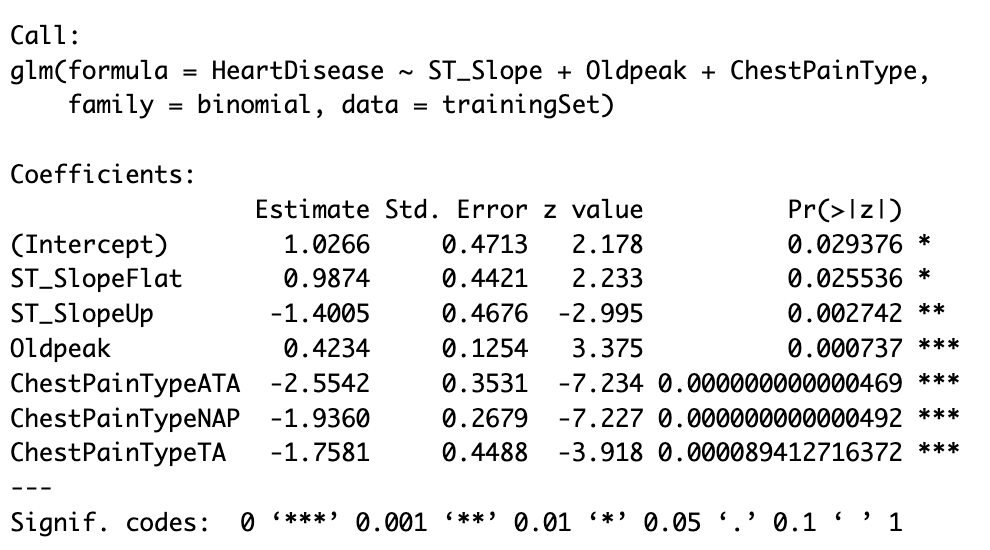 Call:
glm(formula = HeartDisease ~ ST_Slope + Oldpeak + ChestPainType,
    family = binomial, data = trainingSet)

Coefficients:
                Estimate Std. Error z value          Pr(>|z|)
(Intercept)       1.0266     0.4713   2.178          0.029376 *
ST_SlopeFlat      0.9874     0.4421   2.233          0.025536 *
ST_SlopeUp       -1.4005     0.4676  -2.995          0.002742 **
Oldpeak           0.4234     0.1254   3.375          0.000737 ***
ChestPainTypeATA -2.5542     0.3531  -7.234 0.000000000000469 ***
ChestPainTypeNAP -1.9360     0.2679  -7.227 0.000000000000492 ***
ChestPainTypeTA  -1.7581     0.4488  -3.918 0.000089412716372 ***
---
Signif. codes:  0 ‘***’ 0.001 ‘**’ 0.01 ‘*’ 0.05 ‘.’ 0.1 ‘ ’ 1